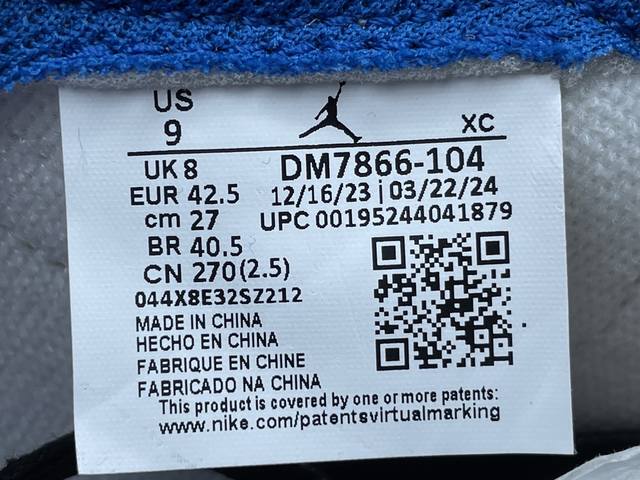 US
9
XC
UK 8
DM7866-104
EUR 42.5
12/16/23 | 03/22/24
cm 27
UPC 00195244041879
BR 40.5
CN 270(2.5)
044X8E32SZ212
MADE IN CHINA
HECHO EN CHINA
FABRIQUE EN CHINE
FABRICADO NA CHINA
This product is covered by one or more patents:
www.nike.com/patentsvirtualmarking